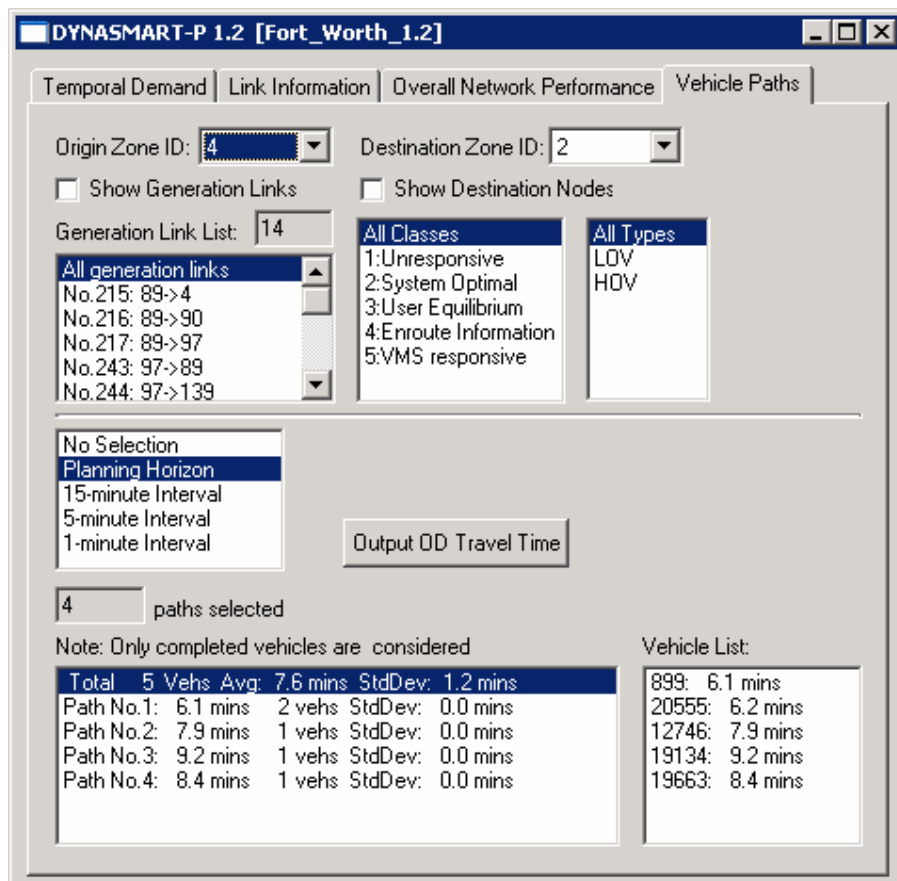 DYNASMART-P 1.2 [Fort_Worth_1.2]
Temporal Demand Link Information Overall Network Performance Vehicle Paths
Origin Zone ID: 4 Destination Zone ID: 2
Show Generation Links Show Destination Nodes
Generation Link List: 14
All generation links
No.215: 89->4
No.216: 89->90
No.217: 89->97
No.243: 97->89
No.244: 97->139
All Classes
1:Unresponsive
2:System Optimal
3:User Equilibrium
4:Enroute Information
5:VMS responsive
All Types
LOV
HOV
No Selection
Planning Horizon
15-minute Interval
5-minute Interval
1-minute Interval
Output OD Travel Time
4 paths selected
Note: Only completed vehicles are considered
Total 5 Vehs Avg: 7.6 mins StdDev: 1.2 mins
Path No.1: 6.1 mins 2 vehs StdDev: 0.0 mins
Path No.2: 7.9 mins 1 vehs StdDev: 0.0 mins
Path No.3: 9.2 mins 1 vehs StdDev: 0.0 mins
Path No.4: 8.4 mins 1 vehs StdDev: 0.0 mins
Vehicle List:
899: 6.1 mins
20555: 6.2 mins
12746: 7.9 mins
19134: 9.2 mins
19663: 8.4 mins